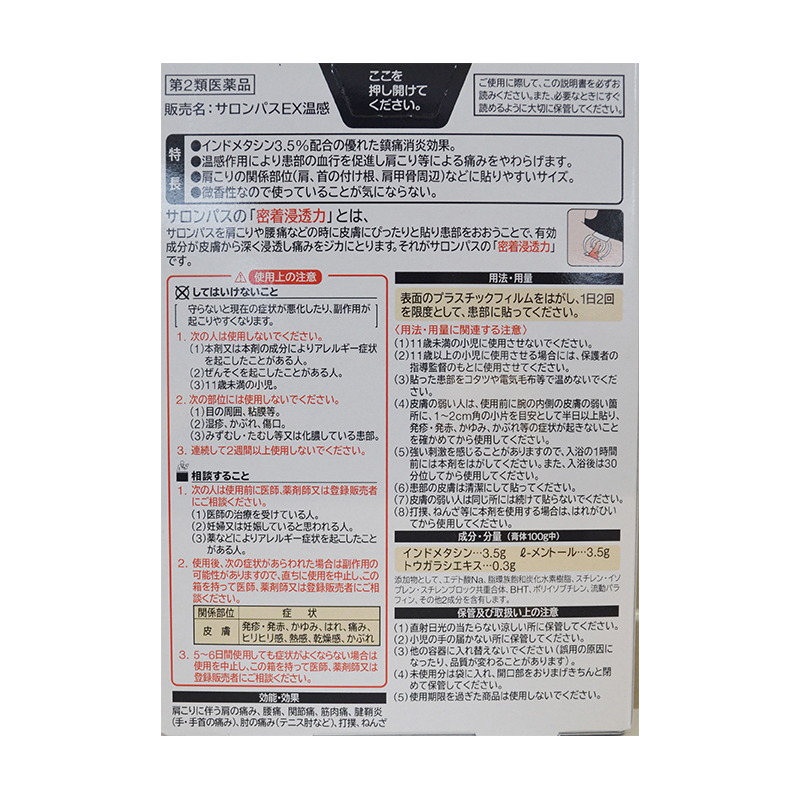 第2類医薬品
販売名：サロンパスEX温感
ここを
押し開けて
ください。
ご使用に際して、この説明書を必ずお
読みください。また、必要なときにすぐ
読めるように大切に保管してください。
特長
●インドメタシン3.5%配合の優れた鎮痛消炎効果。
●温感作用により患部の血行を促進し肩こり等による痛みをやわらげます。
●肩こりの関係部位(肩、首の付け根、肩甲骨周辺)などに貼りやすいサイズ。
●微香性なので使っていることが気にならない。
サロンパスの「密着浸透力」とは、
サロンパスを肩こりや腰痛などの時に皮膚にぴったりと貼り患部をおおうことで、有効
成分が皮膚から深く浸透し痛みをジカにとります。それがサロンパスの「密着浸透力」
です。
使用上の注意
してはいけないこと
守らないと現在の症状が悪化したり、副作用が
起こりやすくなります。
1. 次の人は使用しないでください。
(1)本剤又は本剤の成分によりアレルギー症状
を起こしたことがある人。
(2)ぜんそくを起こしたことがある人。
(3)11歳未満の小児。
2. 次の部位には使用しないでください。
(1)目の周囲、粘膜等。
(2)湿疹、かぶれ、傷口。
(3)みずむし・たむし等又は化膿している患部。
3. 連続して2週間以上使用しないでください。
■相談すること
1. 次の人は使用前に医師、薬剤師又は登録販売者
にご相談ください。
(1)医師の治療を受けている人。
(2)妊婦又は妊娠していると思われる人。
(3)薬などによりアレルギー症状を起こしたこと
がある人。
2. 使用後、次の症状があらわれた場合は副作用の
可能性がありますので、直ちに使用を中止し、この
箱を持って医師、薬剤師又は登録販売者にご相
談ください。
関係部位 症状
皮膚 発疹・発赤、かゆみ、はれ、痛み、
ヒリヒリ感、熱感、乾燥感、かぶれ
3. 5〜6日間使用しても症状がよくならない場合は
使用を中止し、この箱を持って医師、薬剤師又は
登録販売者にご相談ください。
効能・効果
肩こりに伴う肩の痛み、腰痛、関節痛、筋肉痛、腱鞘炎
(手・手首の痛み)、肘の痛み(テニス肘など)、打撲、ねんざ
用法・用量
表面のプラスチックフィルムをはがし、1日2回
を限度として、患部に貼ってください。
〈用法・用量に関連する注意〉
(1)11歳未満の小児に使用させないでください。
(2)11歳以上の小児に使用させる場合には、保護者の
指導監督のもとに使用させてください。
(3)貼った患部をコタツや電気毛布等で温めないでくだ
さい。
(4)皮膚の弱い人は、使用前に腕の内側の皮膚の弱い箇
所に、1〜2cm角の小片を目安として半日以上貼り、
発疹・発赤、かゆみ、かぶれ等の症状が起きないこと
を確かめてから使用してください。
(5)強い刺激を感じることがありますので、入浴の1時間
前には本剤をはがしてください。また、入浴後は30
分位してから使用してください。
(6)患部の皮膚は清潔にして貼ってください。
(7)皮膚の弱い人は同じ所には続けて貼らないでください。
(8)打撲、ねんざ等に本剤を使用する場合は、はれがひい
てから使用してください。
成分・分量(膏体100g中)
インドメタシン…3.5g ℓ-メントール…3.5g
トウガラシエキス…0.3g
添加物として、エデト酸Na、脂環族飽和炭化水素樹脂、スチレン・イソ
プレン・スチレンブロック共重合体、BHT、ポリイソブチレン、流動パラ
フィン、その他2成分を含有します。
保管及び取扱い上の注意
(1)直射日光の当たらない涼しい所に保管してください。
(2)小児の手の届かない所に保管してください。
(3)他の容器に入れ替えないでください(誤用の原因に
なったり、品質が変わることがあります)。
(4)未使用分は袋に入れ、開口部をおりまげきちんと閉
めて保管してください。
(5)使用期限を過ぎた商品は使用しないでください。